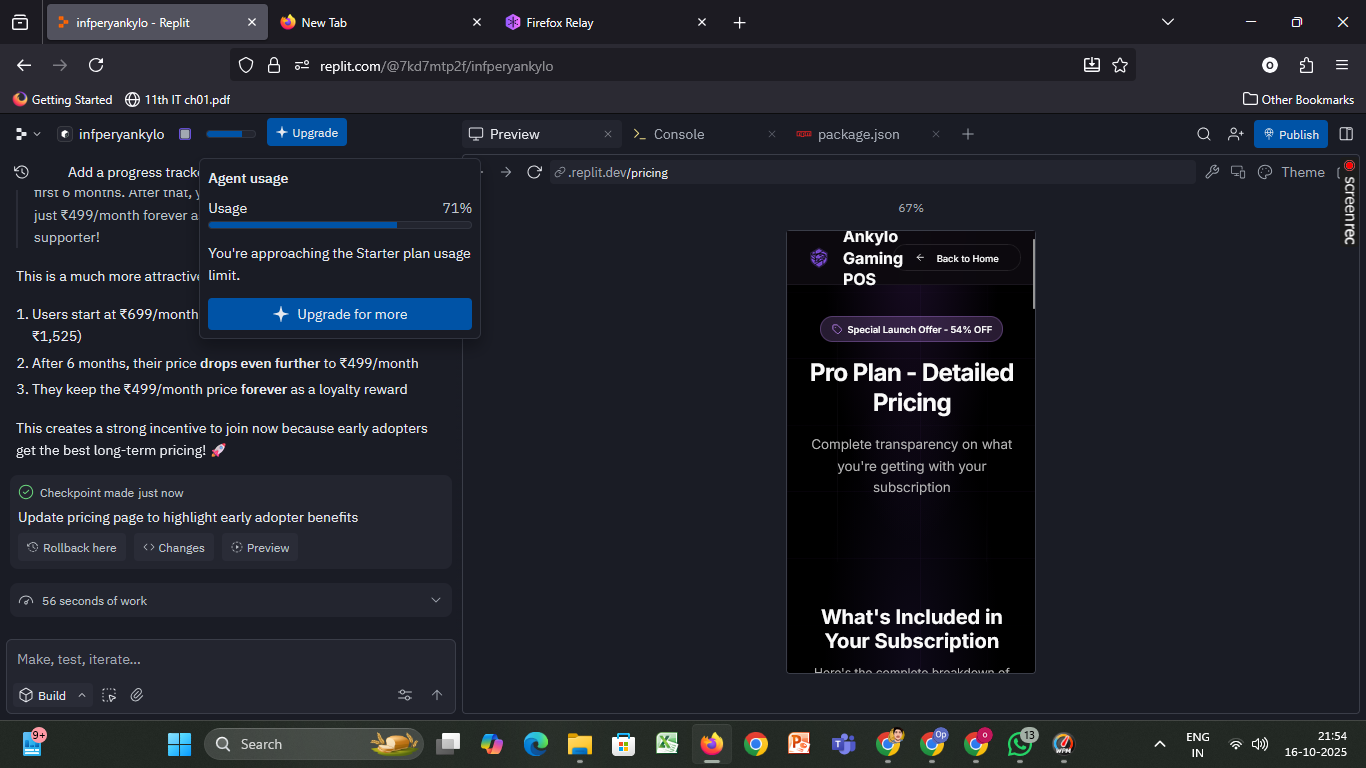 infperyankylo - Replit
New Tab
Firefox Relay
replit.com/@7kd7mtp2f/infperyankylo
Getting Started
11th IT ch01.pdf
Other Bookmarks
infperyankylo
Upgrade
Preview
Console
package.json
Publish
Add a progress tracke
first 6 months. After that, y
just ₹499/month forever a
supporter!
This is a much more attractive
1. Users start at ₹699/month
₹1,525)
2. After 6 months, their price drops even further to ₹499/month
3. They keep the ₹499/month price forever as a loyalty reward
This creates a strong incentive to join now because early adopters
get the best long-term pricing! 🚀
Checkpoint made just now
Update pricing page to highlight early adopter benefits
Rollback here
Changes
Preview
56 seconds of work
Make, test, iterate...
Build
Agent usage
Usage 71%
You're approaching the Starter plan usage
limit.
Upgrade for more
.replit.dev/pricing
Theme
screenrec
67%
Ankylo
Gaming
POS
Back to Home
Special Launch Offer - 54% OFF
Pro Plan - Detailed
Pricing
Complete transparency on what
you're getting with your
subscription
What's Included in
Your Subscription
Here's the complete breakdown of
9+
Search
Op
o
13
WPM
ENG
IN
21:54
16-10-2025